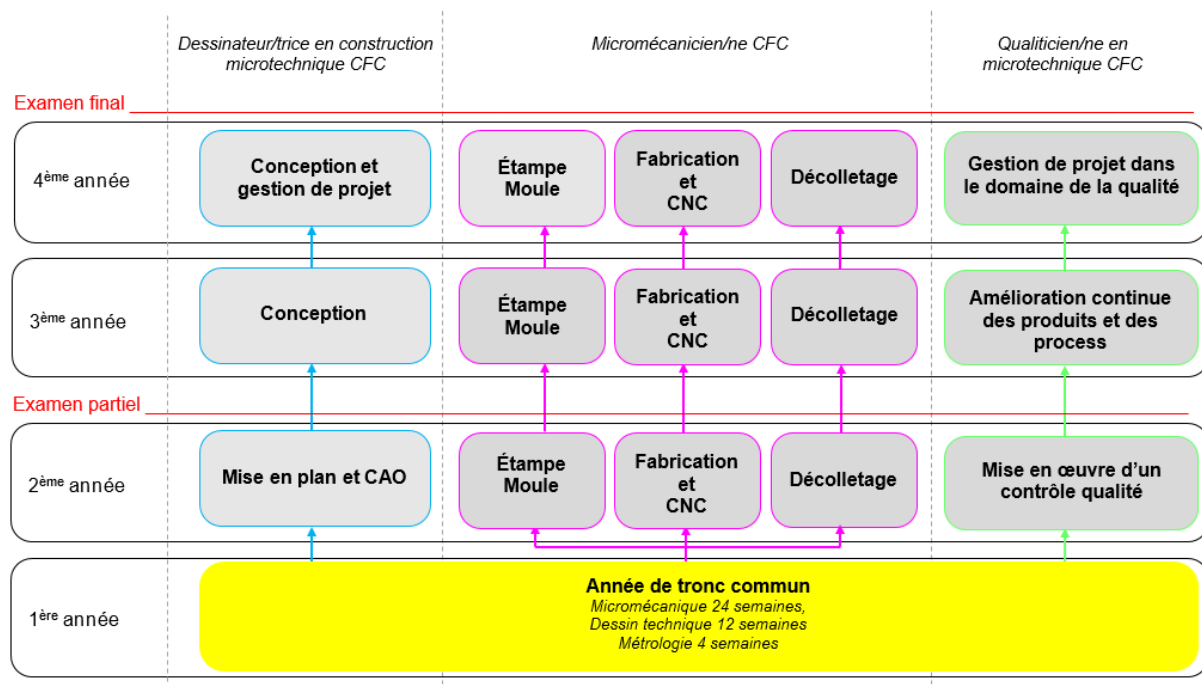 Dessinateur/trice en construction
microtechnique CFC
Micromécanicien/ne CFC
Qualiticien/ne en
microtechnique CFC
Examen final
4ème année
Conception et
gestion de projet
Étampe
Moule
Fabrication
et
CNC
Décolletage
Gestion de projet dans
le domaine de la qualité
3ème année
Conception
Étampe
Moule
Fabrication
et
CNC
Décolletage
Amélioration continue
des produits et des
process
Examen partiel
2ème année
Mise en plan et CAO
Étampe
Moule
Fabrication
et
CNC
Décolletage
Mise en œuvre d’un
contrôle qualité
1ère année
Année de tronc commun
Micromécanique 24 semaines,
Dessin technique 12 semaines
Métrologie 4 semaines